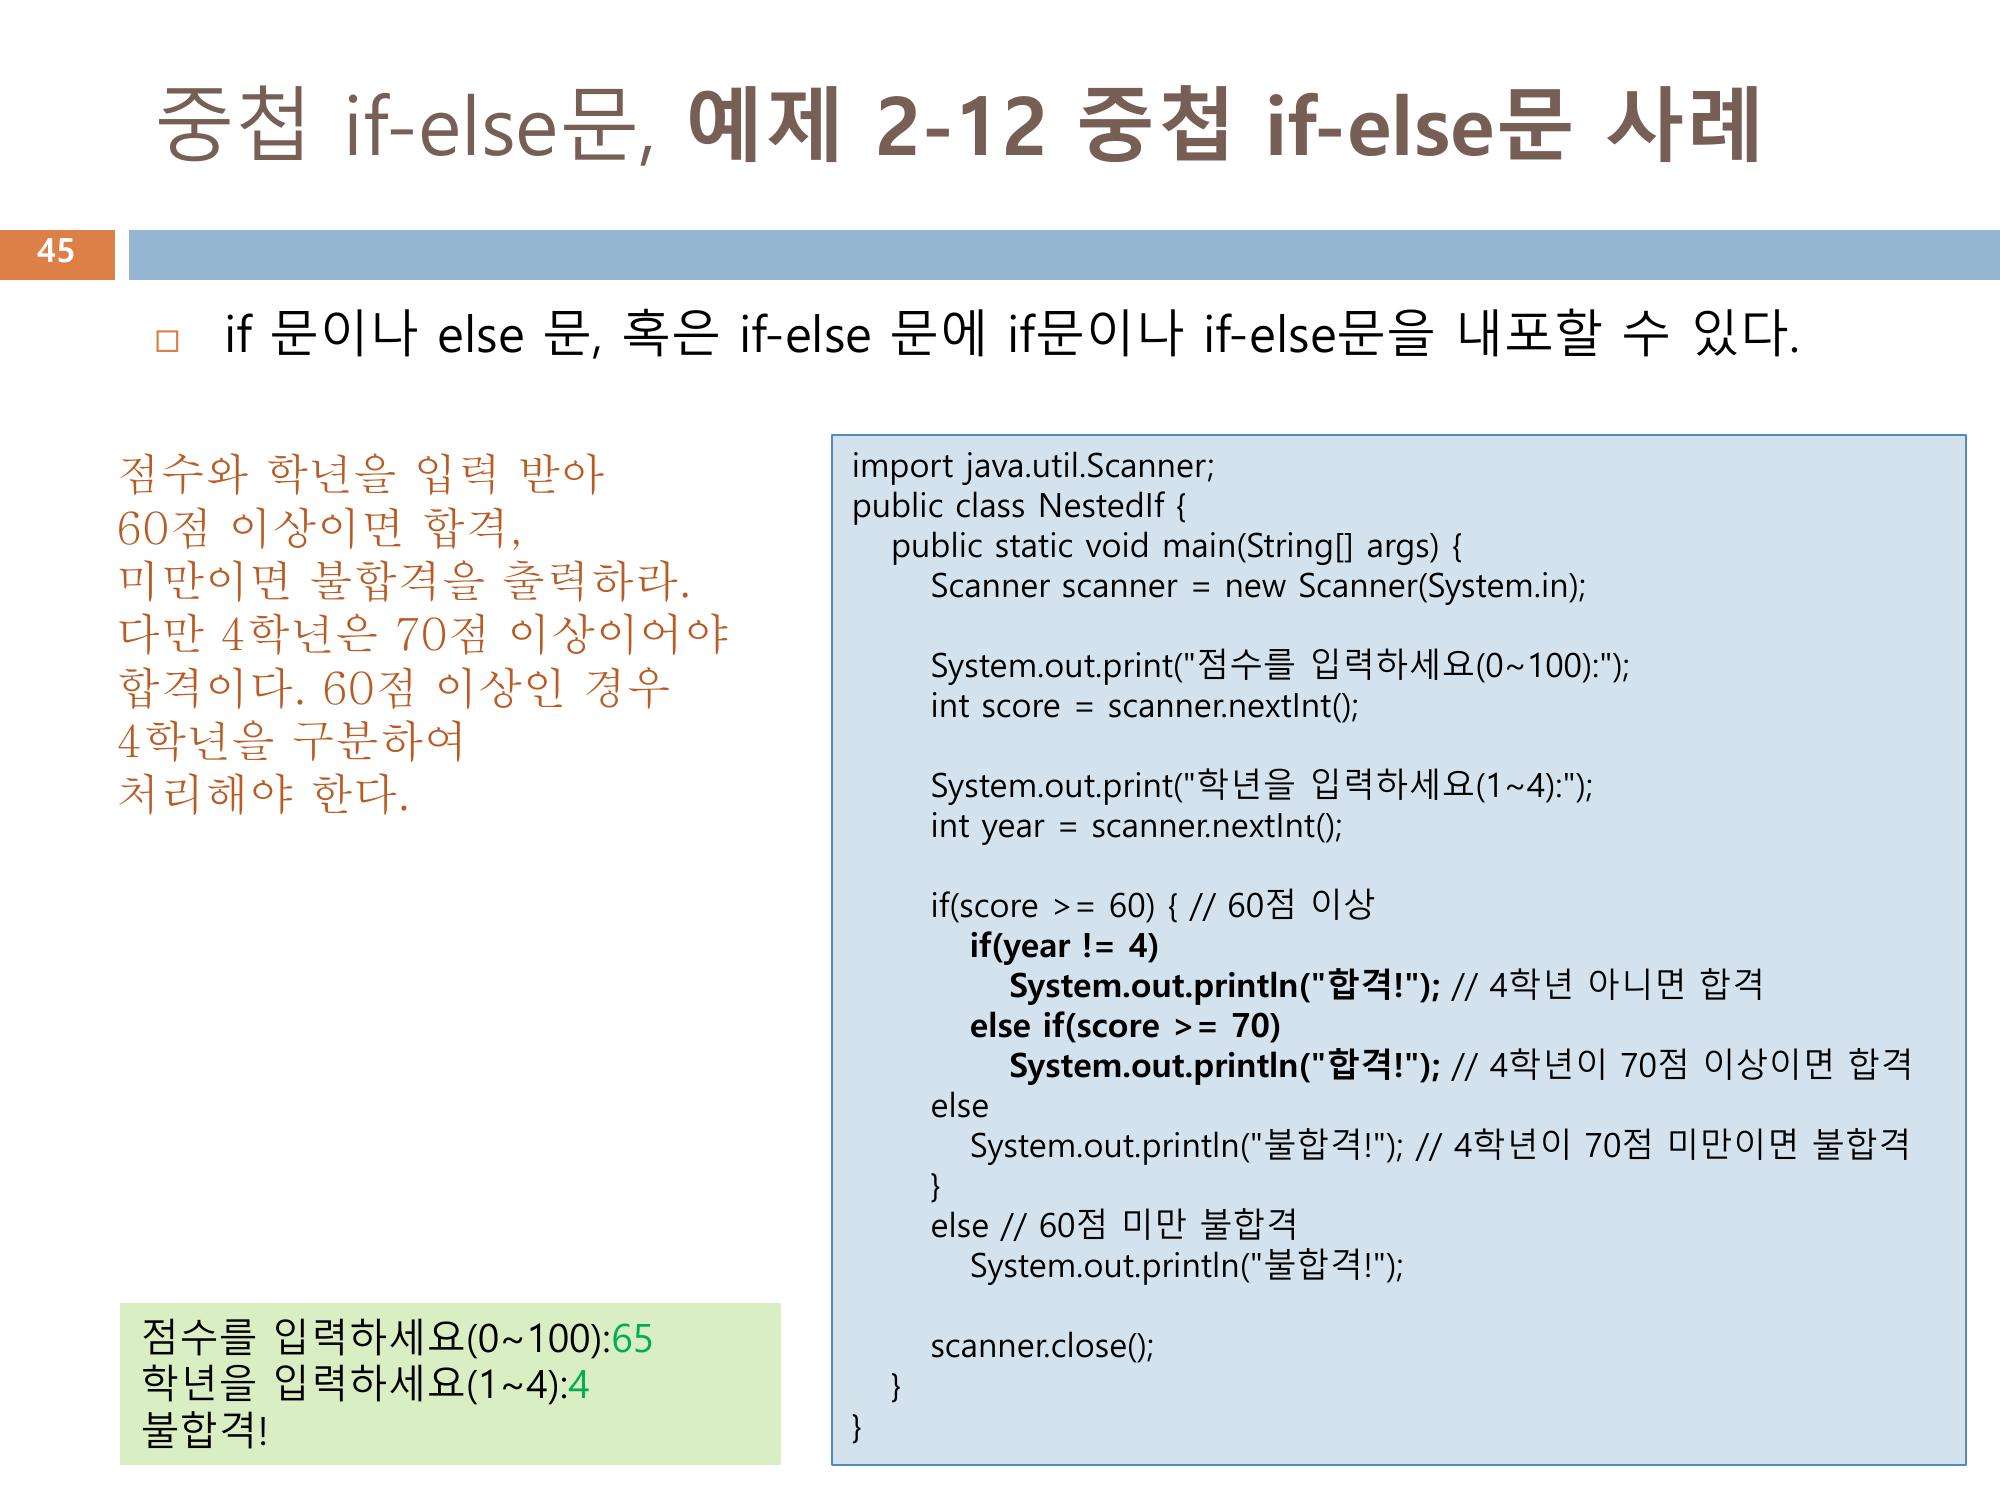 중첩 if-else문, 예제 2-12 중첩 if-else문 사례
45
□ if 문이나 else 문, 혹은 if-else 문에 if문이나 if-else문을 내포할 수 있다.
점수와 학년을 입력 받아
60점 이상이면 합격,
미만이면 불합격을 출력하라.
다만 4학년은 70점 이상이어야
합격이다. 60점 이상인 경우
4학년을 구분하여
처리해야 한다.
점수를 입력하세요(0~100):65
학년을 입력하세요(1~4):4
불합격!
import java.util.Scanner;
public class NestedIf {
public static void main(String[] args) {
Scanner scanner = new Scanner(System.in);
System.out.print("점수를 입력하세요(0~100):");
int score = scanner.nextInt();
System.out.print("학년을 입력하세요(1~4):");
int year = scanner.nextInt();
if(score >= 60) { // 60점 이상
if(year != 4)
System.out.println("합격!"); // 4학년 아니면 합격
else if(score >= 70)
System.out.println("합격!"); // 4학년이 70점 이상이면 합격
else
System.out.println("불합격!"); // 4학년이 70점 미만이면 불합격
}
else // 60점 미만 불합격
System.out.println("불합격!");
scanner.close();
}
}